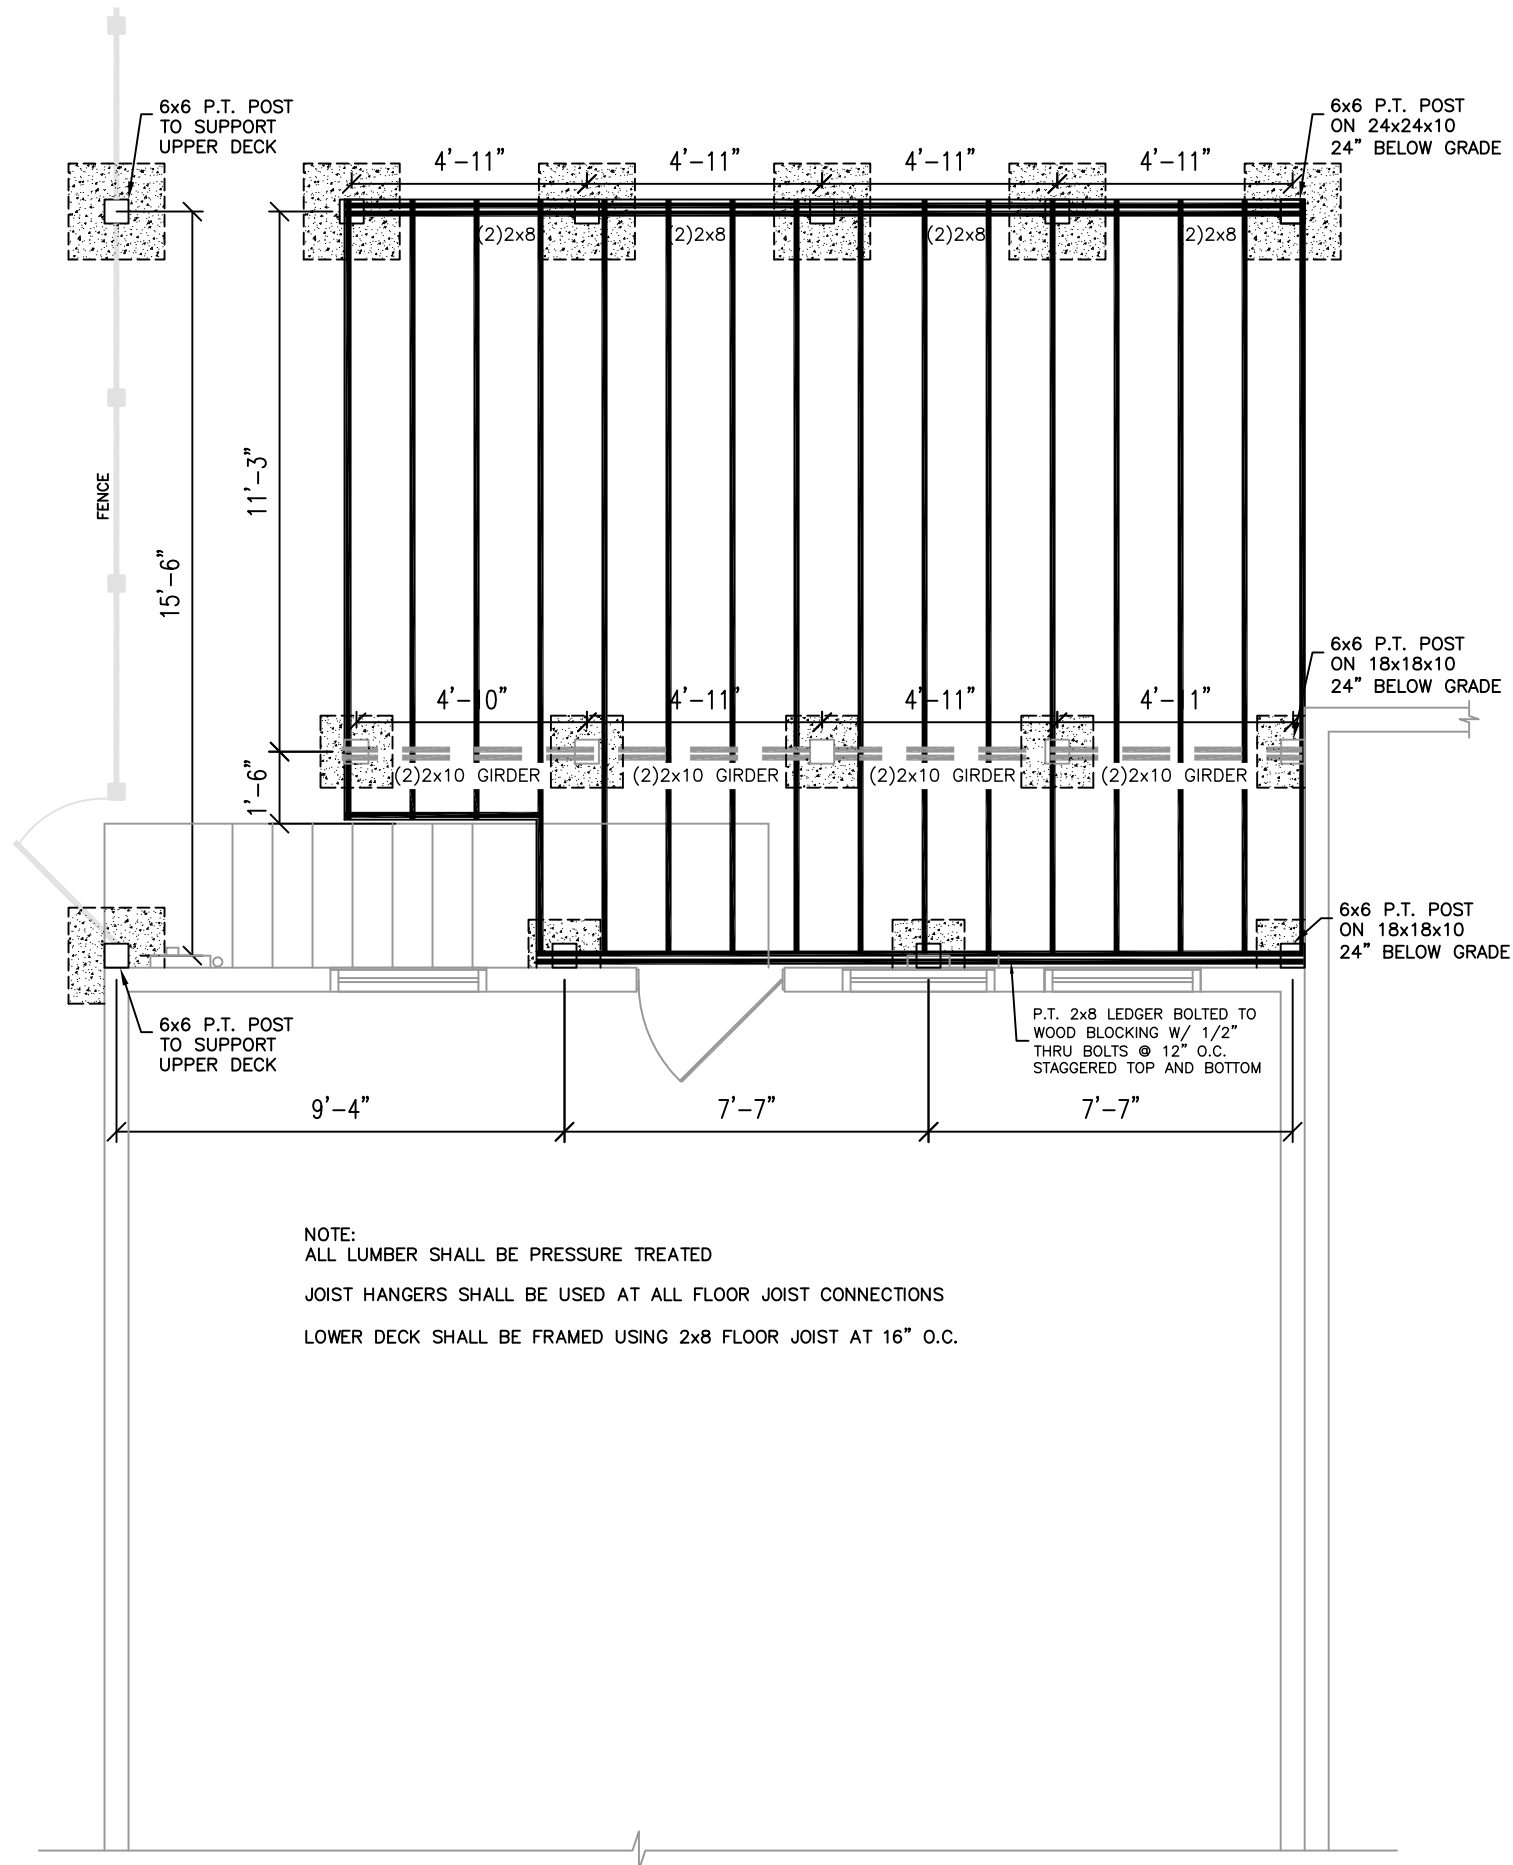 6x6 P.T. POST
TO SUPPORT
UPPER DECK
6x6 P.T. POST
ON 24x24x10
24" BELOW GRADE
4'-11"
4'-11"
4'-11"
4'-11"
(2)2x8
(2)2x8
(2)2x8
2)2x8
FENCE
11'-3"
15'-6"
6x6 P.T. POST
ON 18x18x10
24" BELOW GRADE
4'-10"
4'-11'
4'-11"
4'-11"
1'-6"
(2)2x10 GIRDER
(2)2x10 GIRDER
(2)2x10 GIRDER
(2)2x10 GIRDER
6x6 P.T. POST
ON 18x18x10
24" BELOW GRADE
6x6 P.T. POST
TO SUPPORT
UPPER DECK
P.T. 2x8 LEDGER BOLTED TO
WOOD BLOCKING W/ 1/2"
THRU BOLTS @ 12" O.C.
STAGGERED TOP AND BOTTOM
9'-4"
7'-7"
7'-7"
NOTE:
ALL LUMBER SHALL BE PRESSURE TREATED
JOIST HANGERS SHALL BE USED AT ALL FLOOR JOIST CONNECTIONS
LOWER DECK SHALL BE FRAMED USING 2x8 FLOOR JOIST AT 16" O.C.